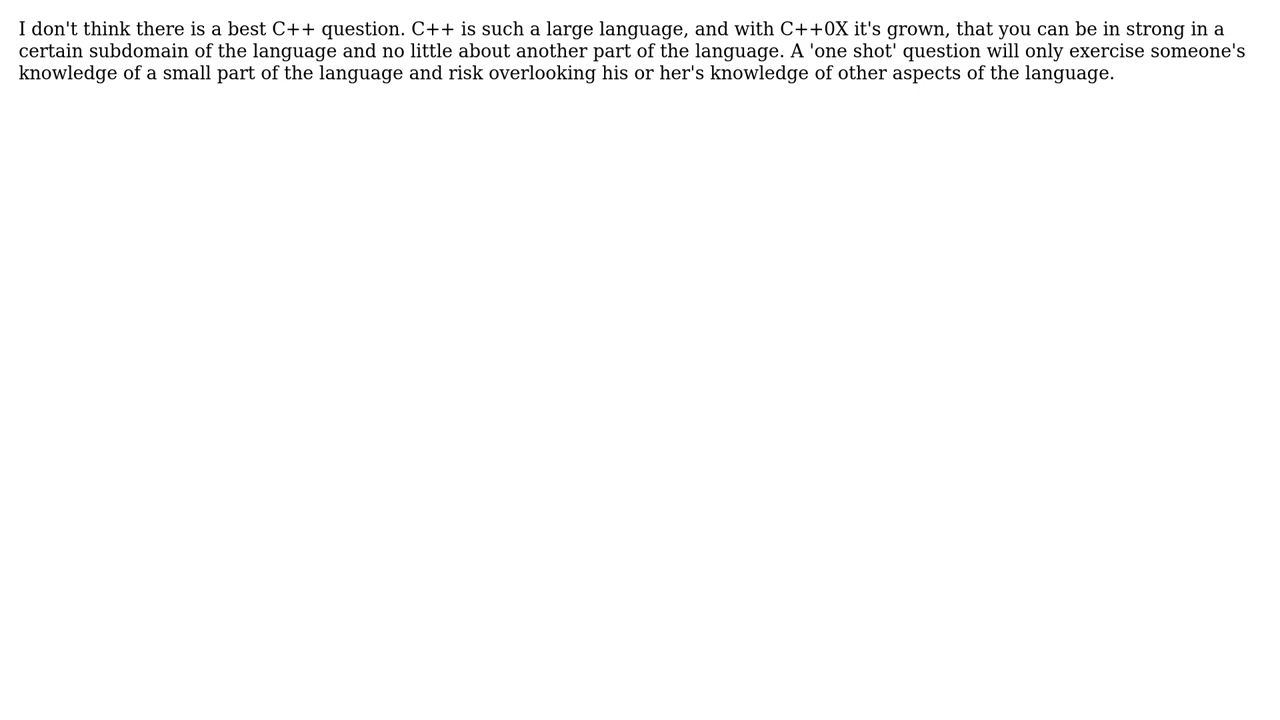 I don't think there is a best C++ question. C++ is such a large language, and with C++0X it's grown, that you can be in strong in a
certain subdomain of the language and no little about another part of the language. A 'one shot' question will only exercise someone's
knowledge of a small part of the language and risk overlooking his or her's knowledge of other aspects of the language.